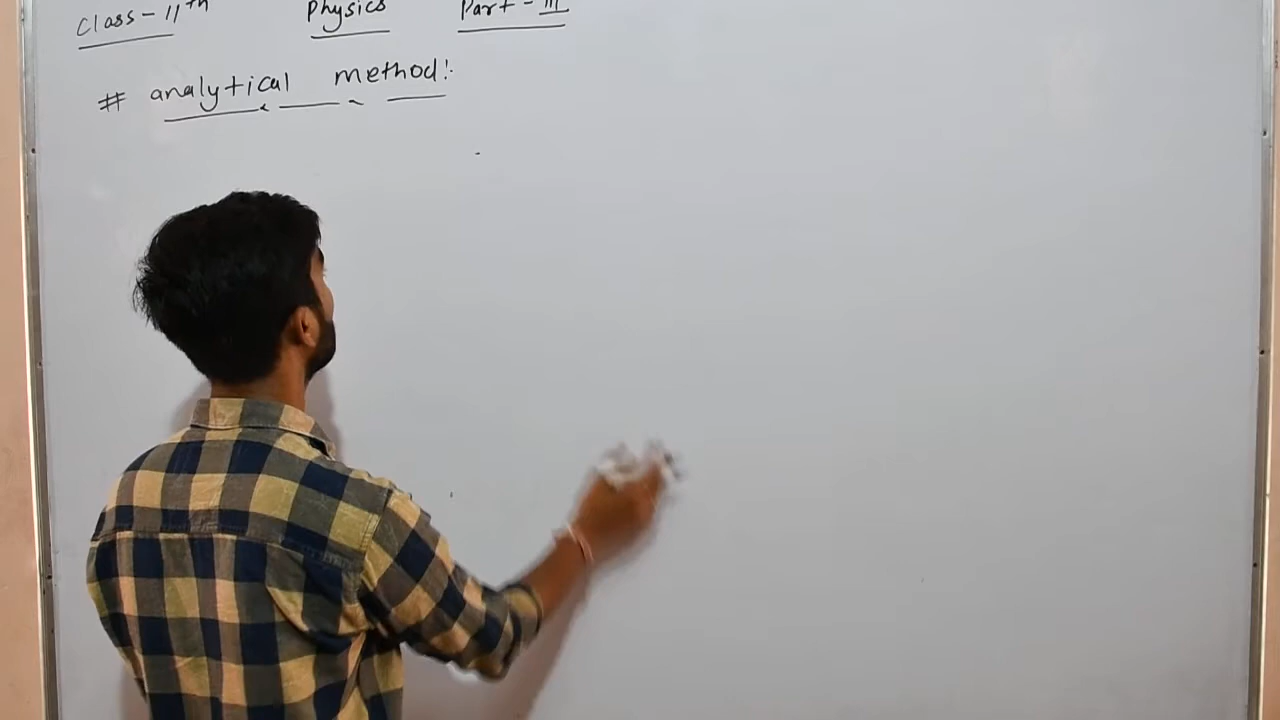 Class - 11th Physics Part - III
# analytical method: